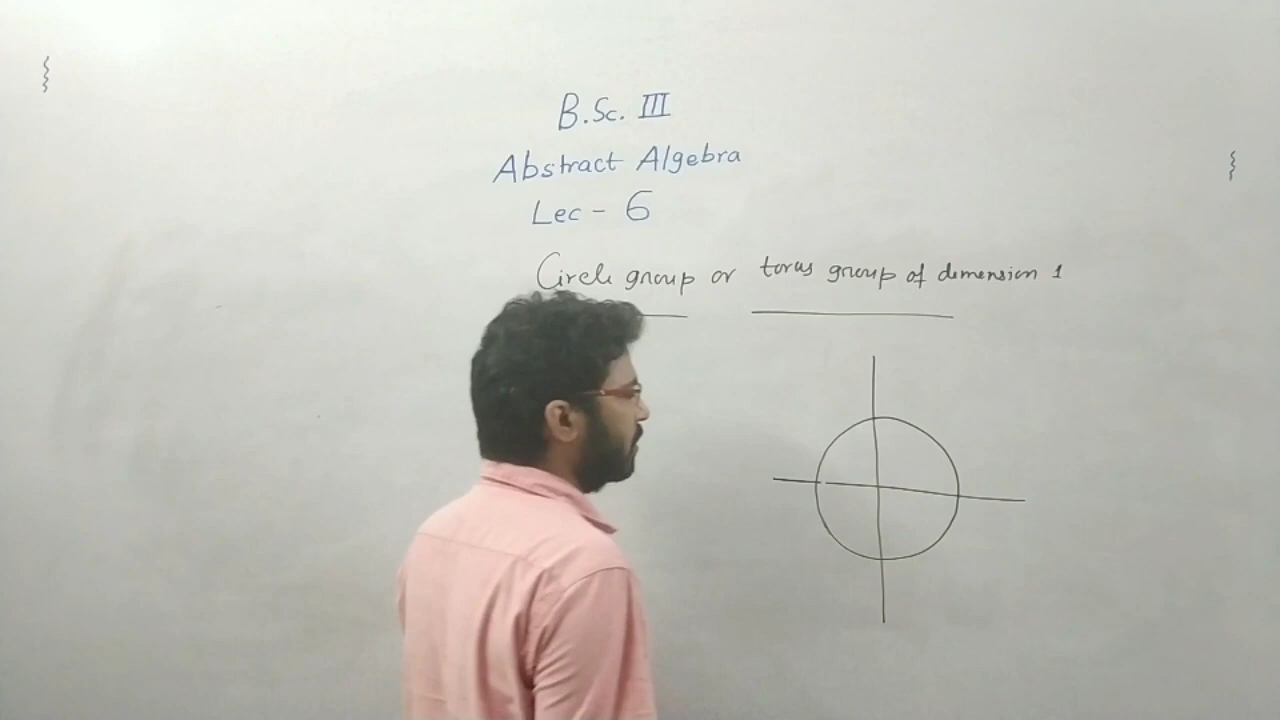 B.Sc. III
Abstract Algebra
Lec - 6
Circle group or torus group of dimension 1